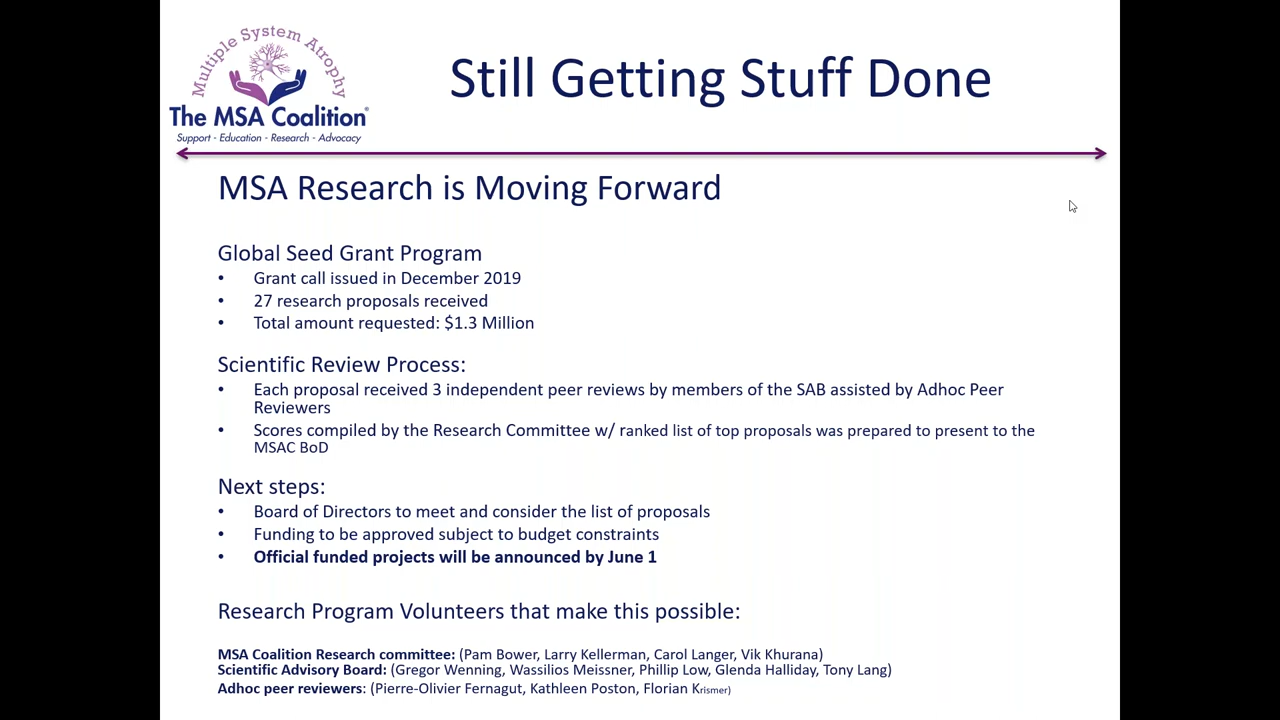 Multiple System Atrophy
The MSA Coalition®
Support - Education - Research - Advocacy
Still Getting Stuff Done
MSA Research is Moving Forward
Global Seed Grant Program
• Grant call issued in December 2019
• 27 research proposals received
• Total amount requested: $1.3 Million
Scientific Review Process:
• Each proposal received 3 independent peer reviews by members of the SAB assisted by Adhoc Peer
Reviewers
• Scores compiled by the Research Committee w/ ranked list of top proposals was prepared to present to the
MSAC BoD
Next steps:
• Board of Directors to meet and consider the list of proposals
• Funding to be approved subject to budget constraints
• Official funded projects will be announced by June 1
Research Program Volunteers that make this possible:
MSA Coalition Research committee: (Pam Bower, Larry Kellerman, Carol Langer, Vik Khurana)
Scientific Advisory Board: (Gregor Wenning, Wassilios Meissner, Phillip Low, Glenda Halliday, Tony Lang)
Adhoc peer reviewers: (Pierre-Olivier Fernagut, Kathleen Poston, Florian Krismer)